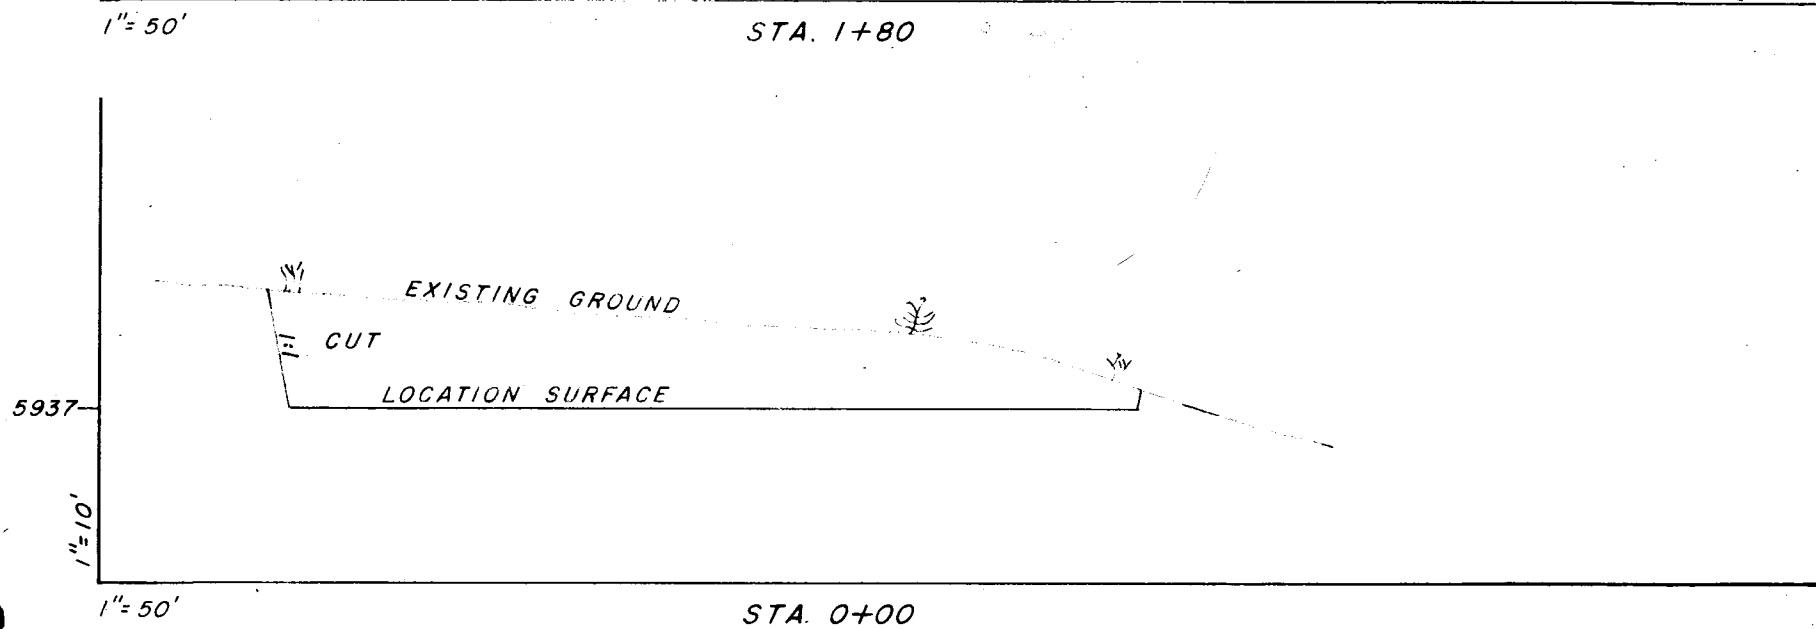 1"=50'
STA. 1+80
EXISTING GROUND
1:1 CUT
LOCATION SURFACE
5937
1"=10'
1"=50'
STA. 0+00